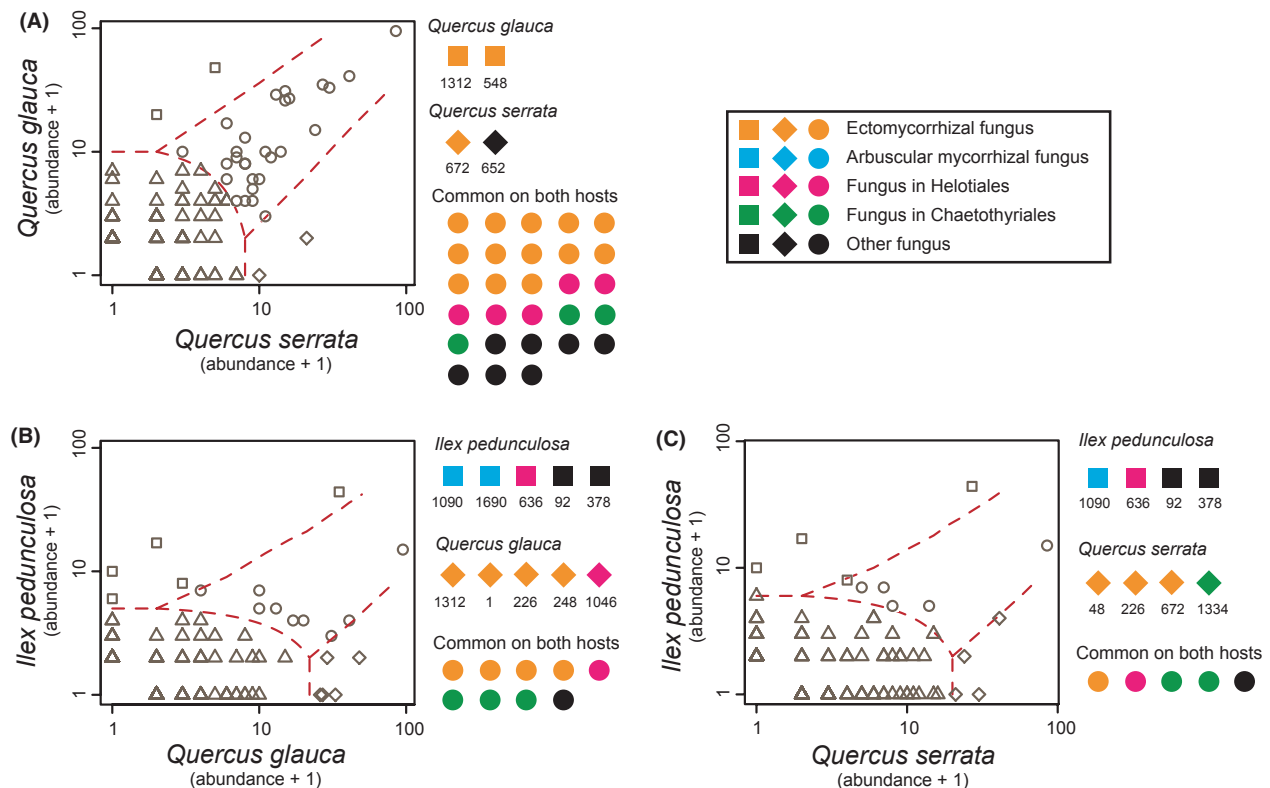 (A)
Quercus glauca
(abundance + 1)
100
10
1
1
10
100
Quercus serrata
(abundance + 1)
Quercus glauca
1312 548
Quercus serrata
672 652
Common on both hosts
Ectomycorrhizal fungus
Arbuscular mycorrhizal fungus
Fungus in Helotiales
Fungus in Chaetothyriales
Other fungus
(B)
Ilex pedunculosa
(abundance + 1)
100
10
1
1
10
100
Quercus glauca
(abundance + 1)
Ilex pedunculosa
1090 1690 636 92 378
Quercus glauca
1312 1 226 248 1046
Common on both hosts
(C)
Ilex pedunculosa
(abundance + 1)
100
10
1
1
10
100
Quercus serrata
(abundance + 1)
Ilex pedunculosa
1090 636 92 378
Quercus serrata
48 226 672 1334
Common on both hosts